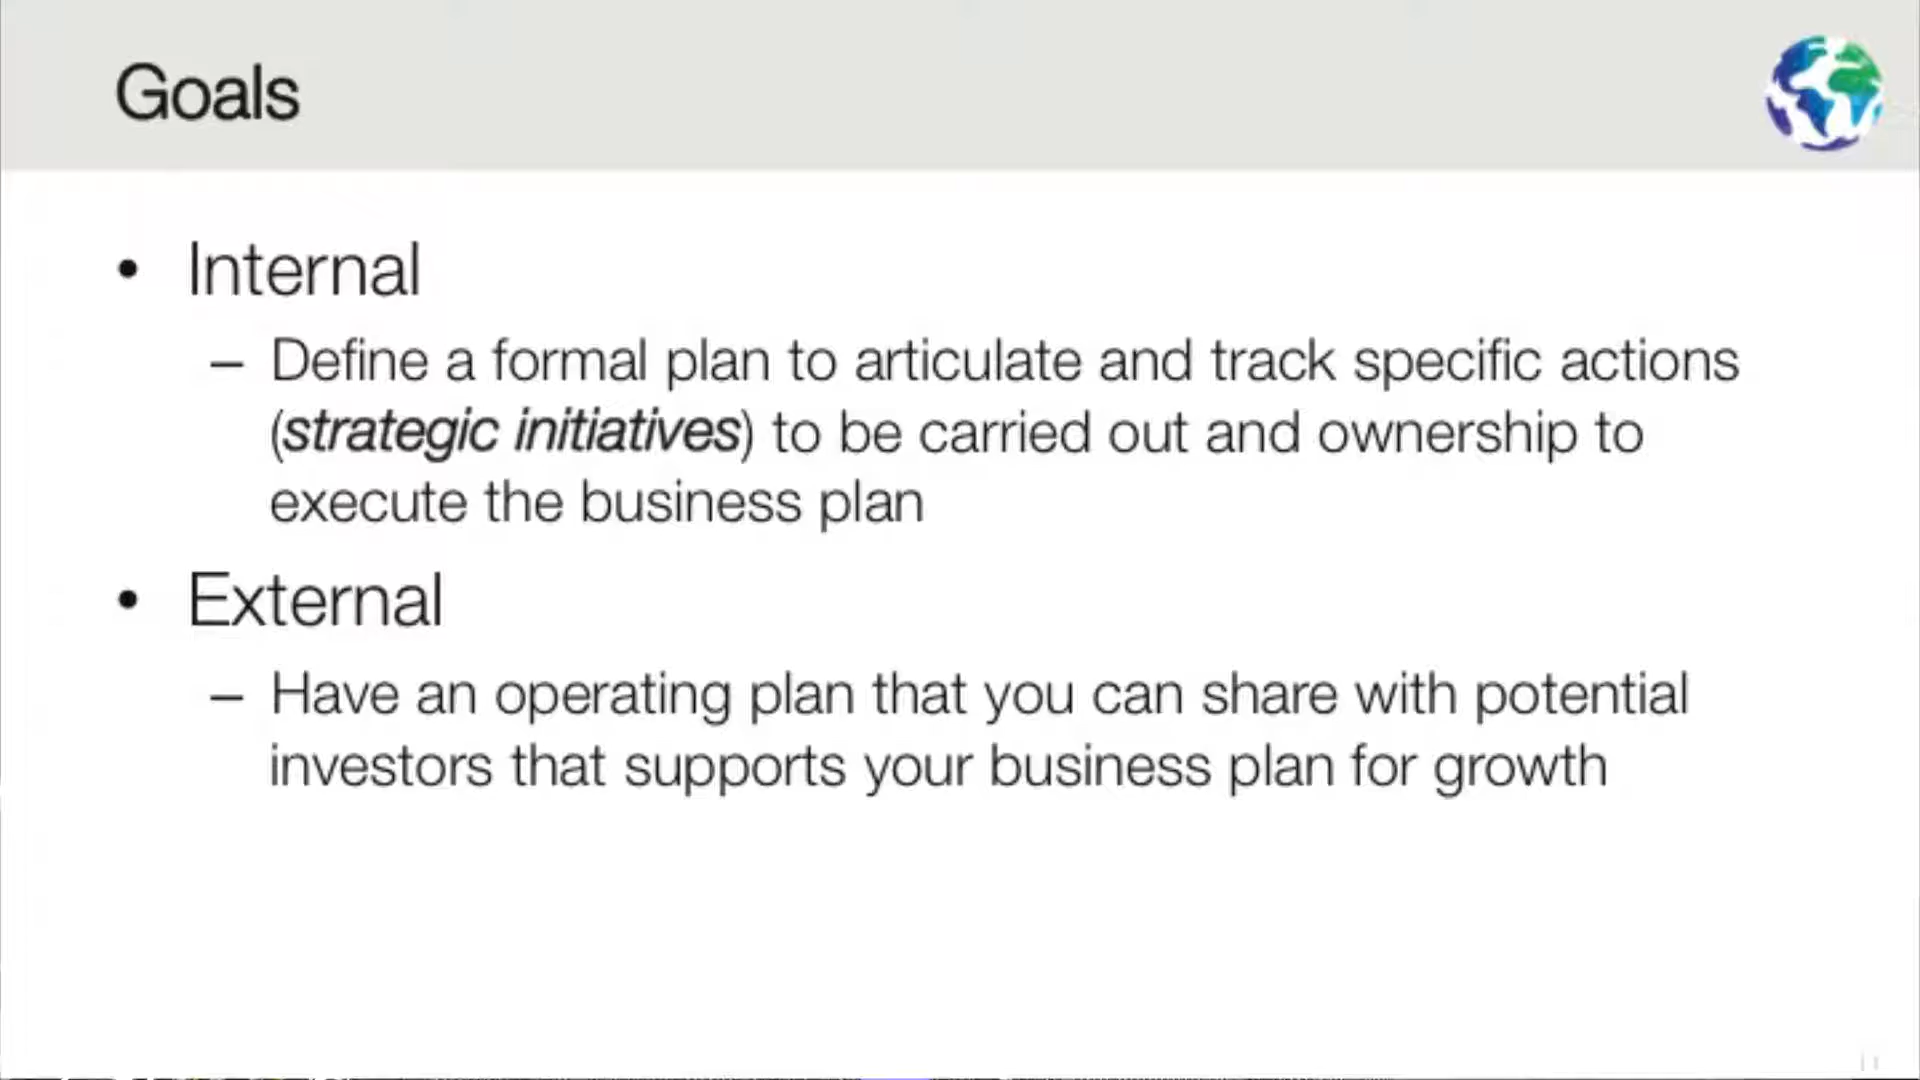 Goals
• Internal
– Define a formal plan to articulate and track specific actions
(strategic initiatives) to be carried out and ownership to
execute the business plan
• External
– Have an operating plan that you can share with potential
investors that supports your business plan for growth